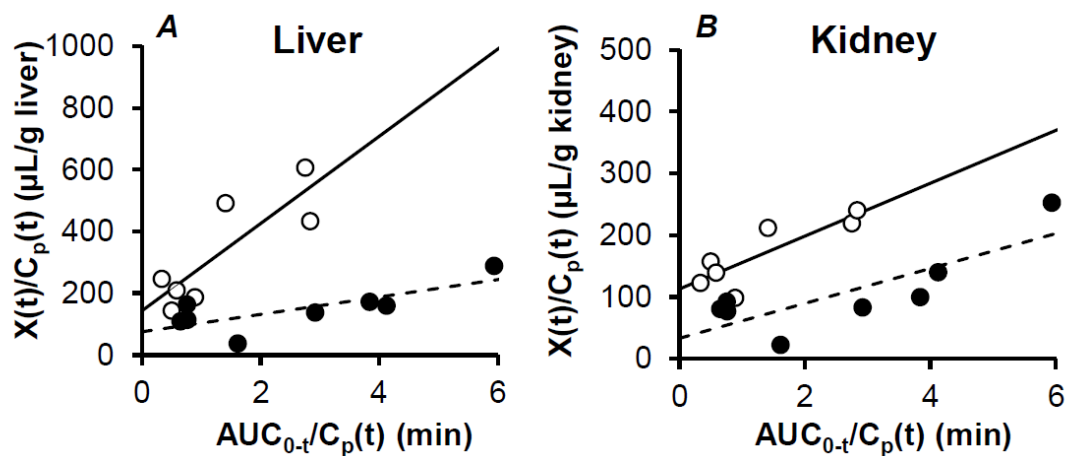 A
Liver
X(t)/Cp(t) (µL/g liver)
1000
800
600
400
200
0
0 2 4 6
AUC0-t/Cp(t) (min)
B
Kidney
X(t)/Cp(t) (µL/g kidney)
500
400
300
200
100
0
0 2 4 6
AUC0-t/Cp(t) (min)